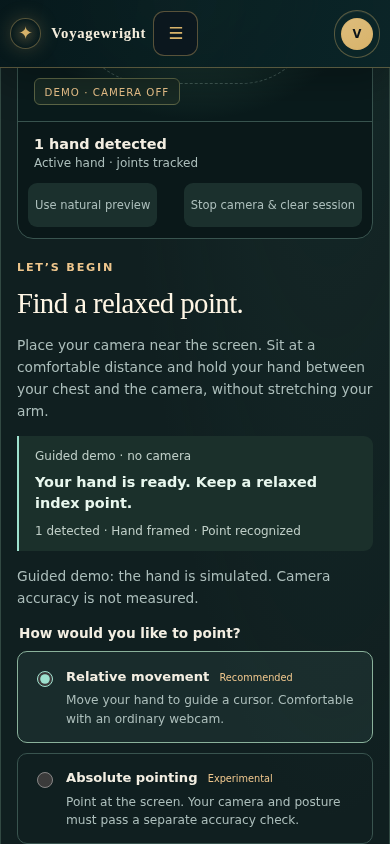 Voyagewright
V
DEMO · CAMERA OFF
1 hand detected
Active hand · joints tracked
Use natural preview
Stop camera & clear session
LET'S BEGIN
Find a relaxed point.
Place your camera near the screen. Sit at a
comfortable distance and hold your hand between
your chest and the camera, without stretching your
arm.
Guided demo · no camera
Your hand is ready. Keep a relaxed
index point.
1 detected · Hand framed · Point recognized
Guided demo: the hand is simulated. Camera
accuracy is not measured.
How would you like to point?
Relative movement Recommended
Move your hand to guide a cursor. Comfortable
with an ordinary webcam.
Absolute pointing Experimental
Point at the screen. Your camera and posture
must pass a separate accuracy check.